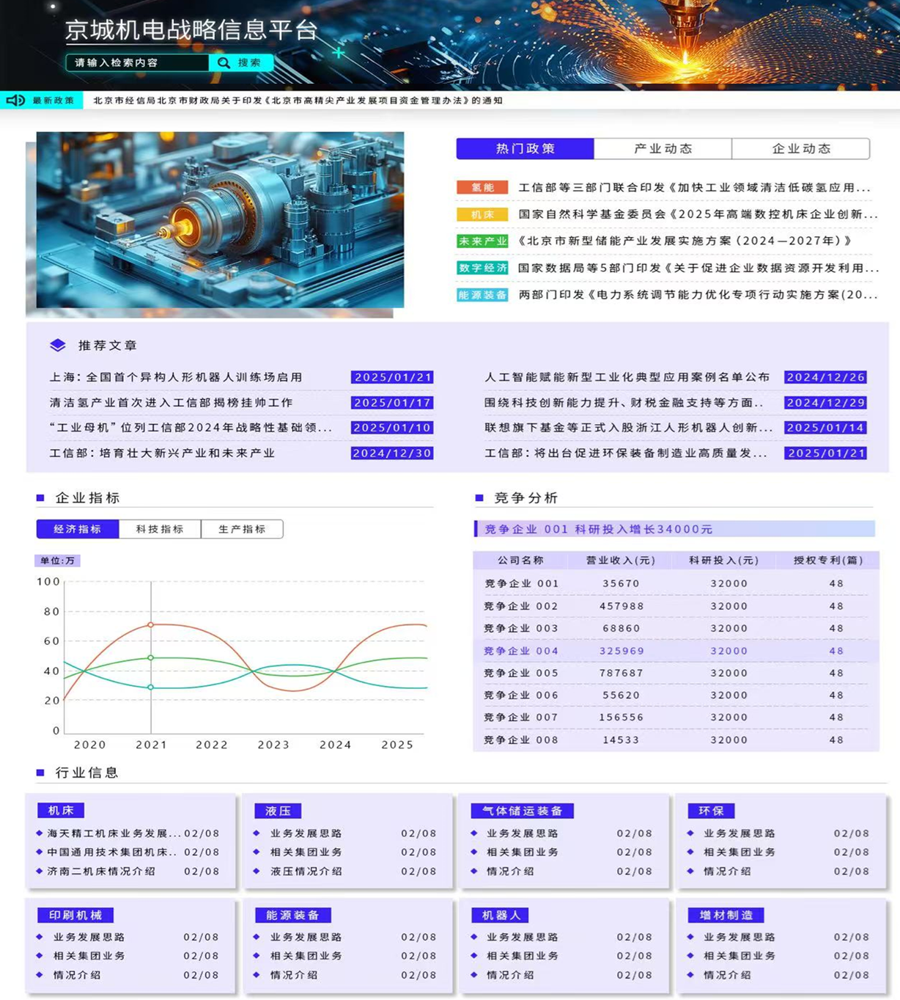 京城机电战略信息平台
请输入检索内容 搜索
最新政策 北京市经信局北京市财政局关于印发《北京市高精尖产业发展项目资金管理办法》的通知
热门政策 产业动态 企业动态
氢能 工信部等三部门联合印发《加快工业领域清洁低碳氢应用...
机床 国家自然科学基金委员会《2025年高端数控机床企业创新...
未来产业 《北京市新型储能产业发展实施方案（2024—2027年）》
数字经济 国家数据局等5部门印发《关于促进企业数据资源开发利用...
能源装备 两部门印发《电力系统调节能力优化专项行动实施方案(20...
推荐文章
上海：全国首个异构人形机器人训练场启用 2025/01/21
清洁氢产业首次进入工信部揭榜挂帅工作 2025/01/17
“工业母机”位列工信部2024年战略性基础领... 2025/01/10
工信部：培育壮大新兴产业和未来产业 2024/12/30
人工智能赋能新型工业化典型应用案例名单公布 2024/12/26
围绕科技创新能力提升、财税金融支持等方面.. 2024/12/29
联想旗下基金等正式入股浙江人形机器人创新... 2025/01/14
工信部：将出台促进环保装备制造业高质量发... 2025/01/21
企业指标
经济指标 科技指标 生产指标
单位:万
100
80
60
40
20
0
2020 2021 2022 2023 2024 2025
竞争分析
竞争企业 001 科研投入增长34000元
公司名称 营业收入(元) 科研投入(元) 授权专利(篇)
竞争企业 001 35670 32000 48
竞争企业 002 457988 32000 48
竞争企业 003 68860 32000 48
竞争企业 004 325969 32000 48
竞争企业 005 787687 32000 48
竞争企业 006 55620 32000 48
竞争企业 007 156556 32000 48
竞争企业 008 14533 32000 48
行业信息
机床
海天精工机床业务发展... 02/08
中国通用技术集团机床.. 02/08
济南二机床情况介绍 02/08
液压
业务发展思路 02/08
相关集团业务 02/08
液压情况介绍 02/08
气体储运装备
业务发展思路 02/08
相关集团业务 02/08
情况介绍 02/08
环保
业务发展思路 02/08
相关集团业务 02/08
情况介绍 02/08
印刷机械
业务发展思路 02/08
相关集团业务 02/08
情况介绍 02/08
能源装备
业务发展思路 02/08
相关集团业务 02/08
情况介绍 02/08
机器人
业务发展思路 02/08
相关集团业务 02/08
情况介绍 02/08
增材制造
业务发展思路 02/08
相关集团业务 02/08
情况介绍 02/08